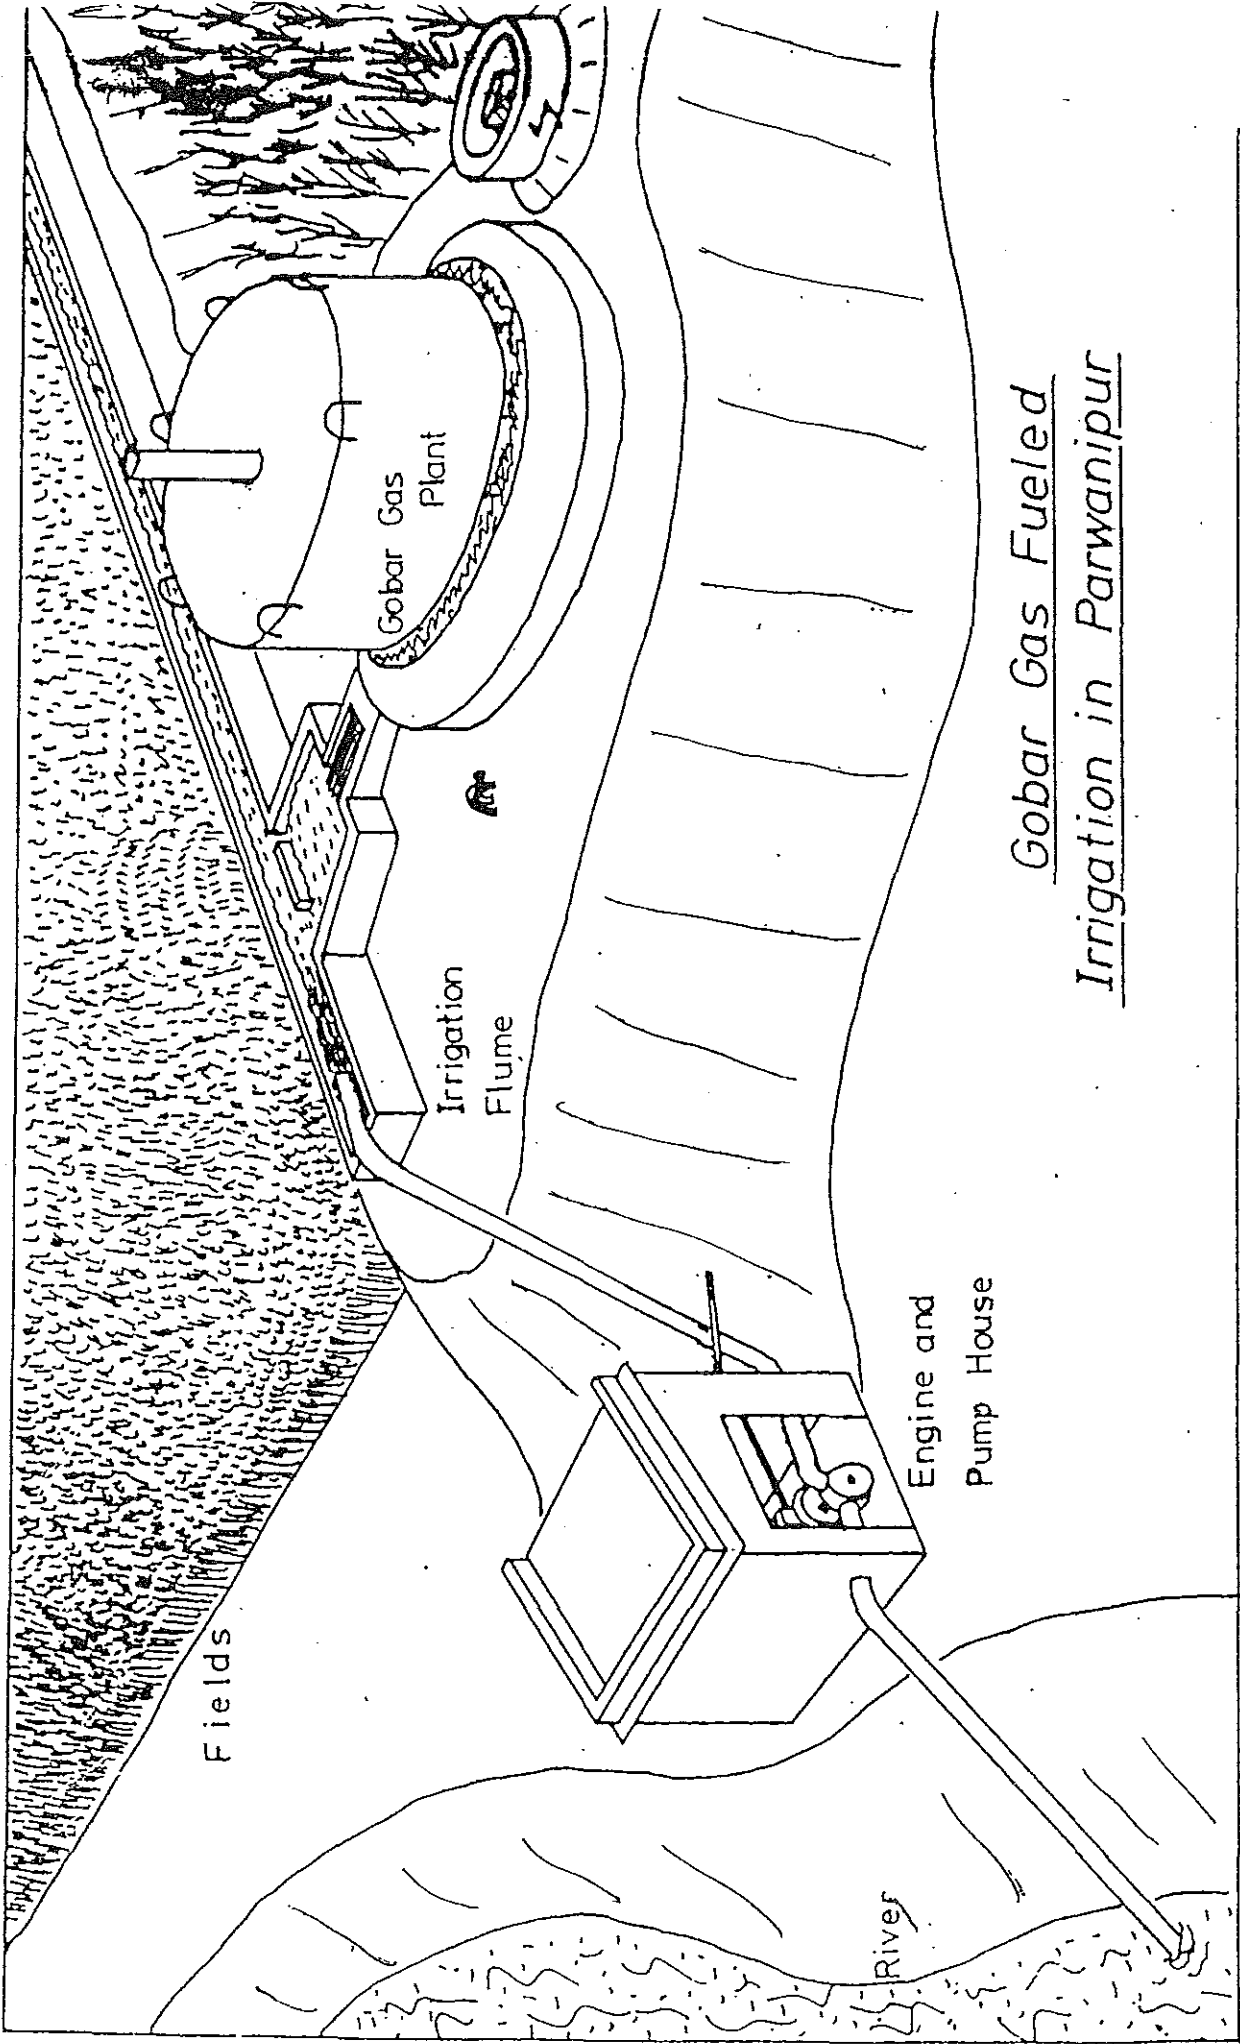 Fields
River
Engine and
Pump House
Irrigation
Flume
Gobar Gas
Plant
Gobar Gas Fueled
Irrigation in Parwanipur